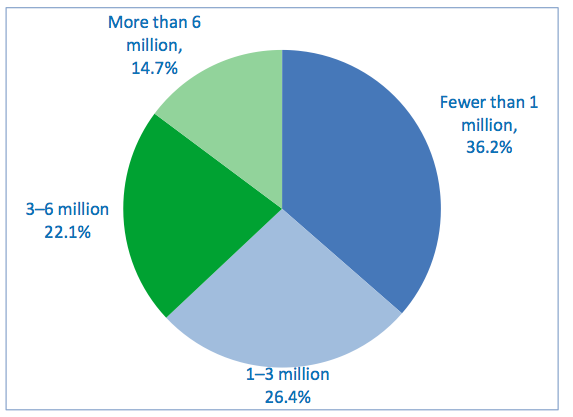 More than 6
million,
14.7%
Fewer than 1
million,
36.2%
3–6 million
22.1%
1–3 million
26.4%